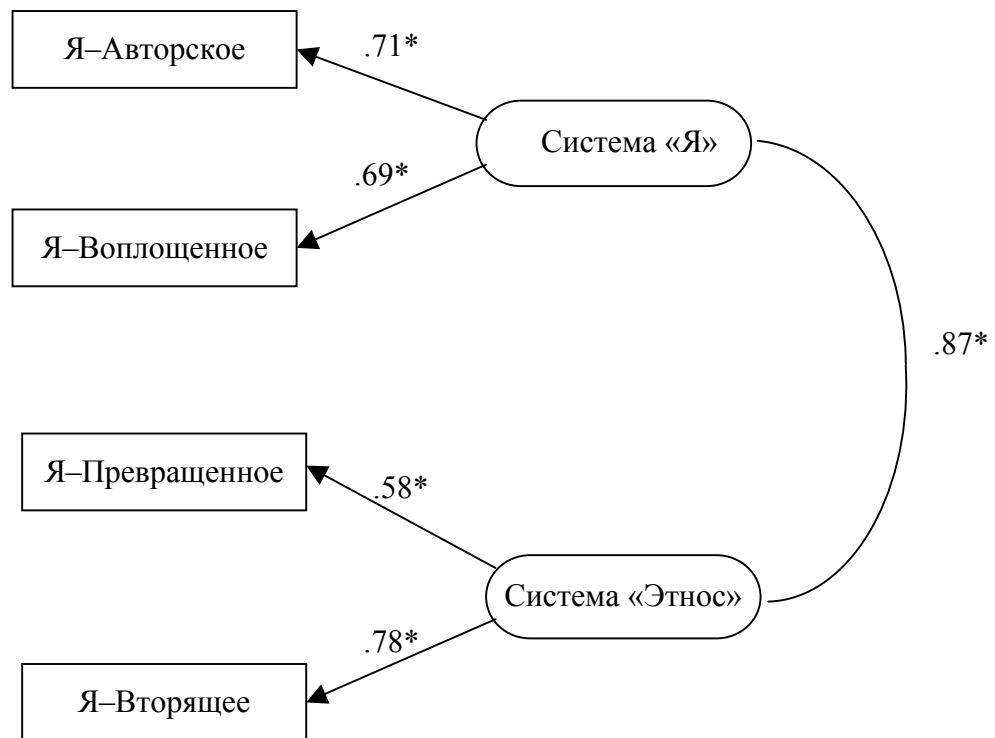 Я–Авторское
.71*
Система «Я»
.69*
Я–Воплощенное
.87*
Я–Превращенное
.58*
Система «Этнос»
.78*
Я–Вторящее